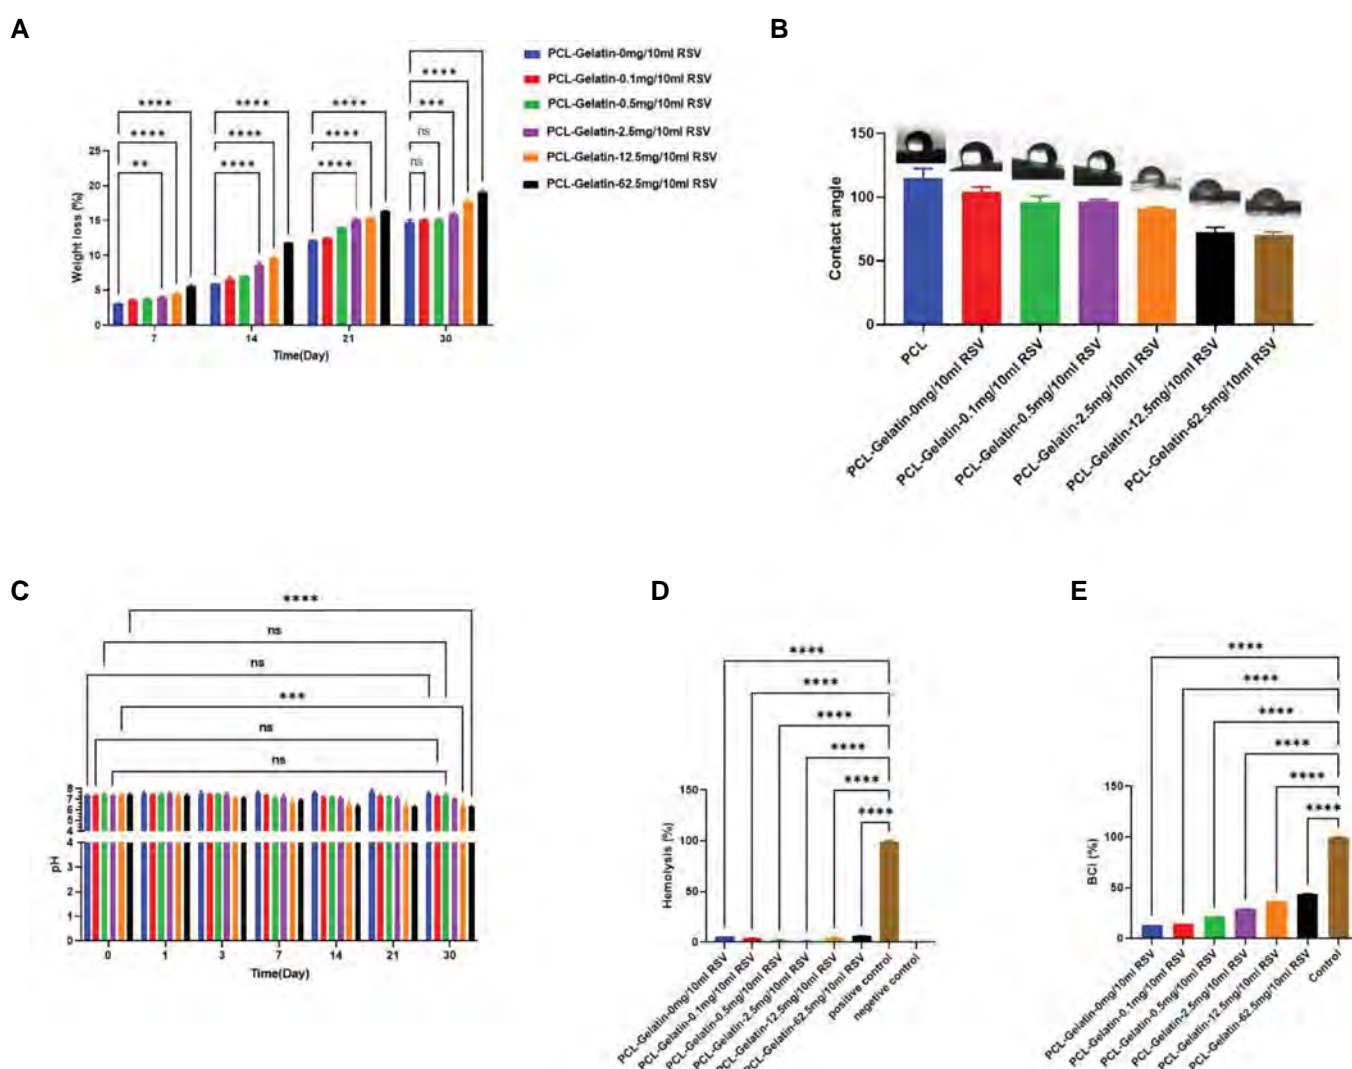 A
PCL-Gelatin-0mg/10ml RSV
PCL-Gelatin-0.1mg/10ml RSV
PCL-Gelatin-0.5mg/10ml RSV
PCL-Gelatin-2.5mg/10ml RSV
PCL-Gelatin-12.5mg/10ml RSV
PCL-Gelatin-62.5mg/10ml RSV
**** **** **** ****
**** **** **** ***
** **** **** ns
ns
Weight loss (%)
25
20
15
10
5
0
7 14 21 30
Time(Day)
B
Contact angle
150
100
50
0
PCL
PCL-Gelatin-0mg/10ml RSV
PCL-Gelatin-0.1mg/10ml RSV
PCL-Gelatin-0.5mg/10ml RSV
PCL-Gelatin-2.5mg/10ml RSV
PCL-Gelatin-12.5mg/10ml RSV
PCL-Gelatin-62.5mg/10ml RSV
C
****
ns
ns
***
ns
ns
pH
8
7
6
4
4
3
2
1
0
0 1 3 7 14 21 30
Time(Day)
D
****
****
****
****
****
****
Hemolysis (%)
150
100
50
0
PCL-Gelatin-0mg/10ml RSV
PCL-Gelatin-0.1mg/10ml RSV
PCL-Gelatin-0.5mg/10ml RSV
PCL-Gelatin-2.5mg/10ml RSV
PCL-Gelatin-12.5mg/10ml RSV
PCL-Gelatin-62.5mg/10ml RSV
positive control
negetive control
E
****
****
****
****
****
****
BCI (%)
150
100
50
0
PCL-Gelatin-0mg/10ml RSV
PCL-Gelatin-0.1mg/10ml RSV
PCL-Gelatin-0.5mg/10ml RSV
PCL-Gelatin-2.5mg/10ml RSV
PCL-Gelatin-12.5mg/10ml RSV
PCL-Gelatin-62.5mg/10ml RSV
Control